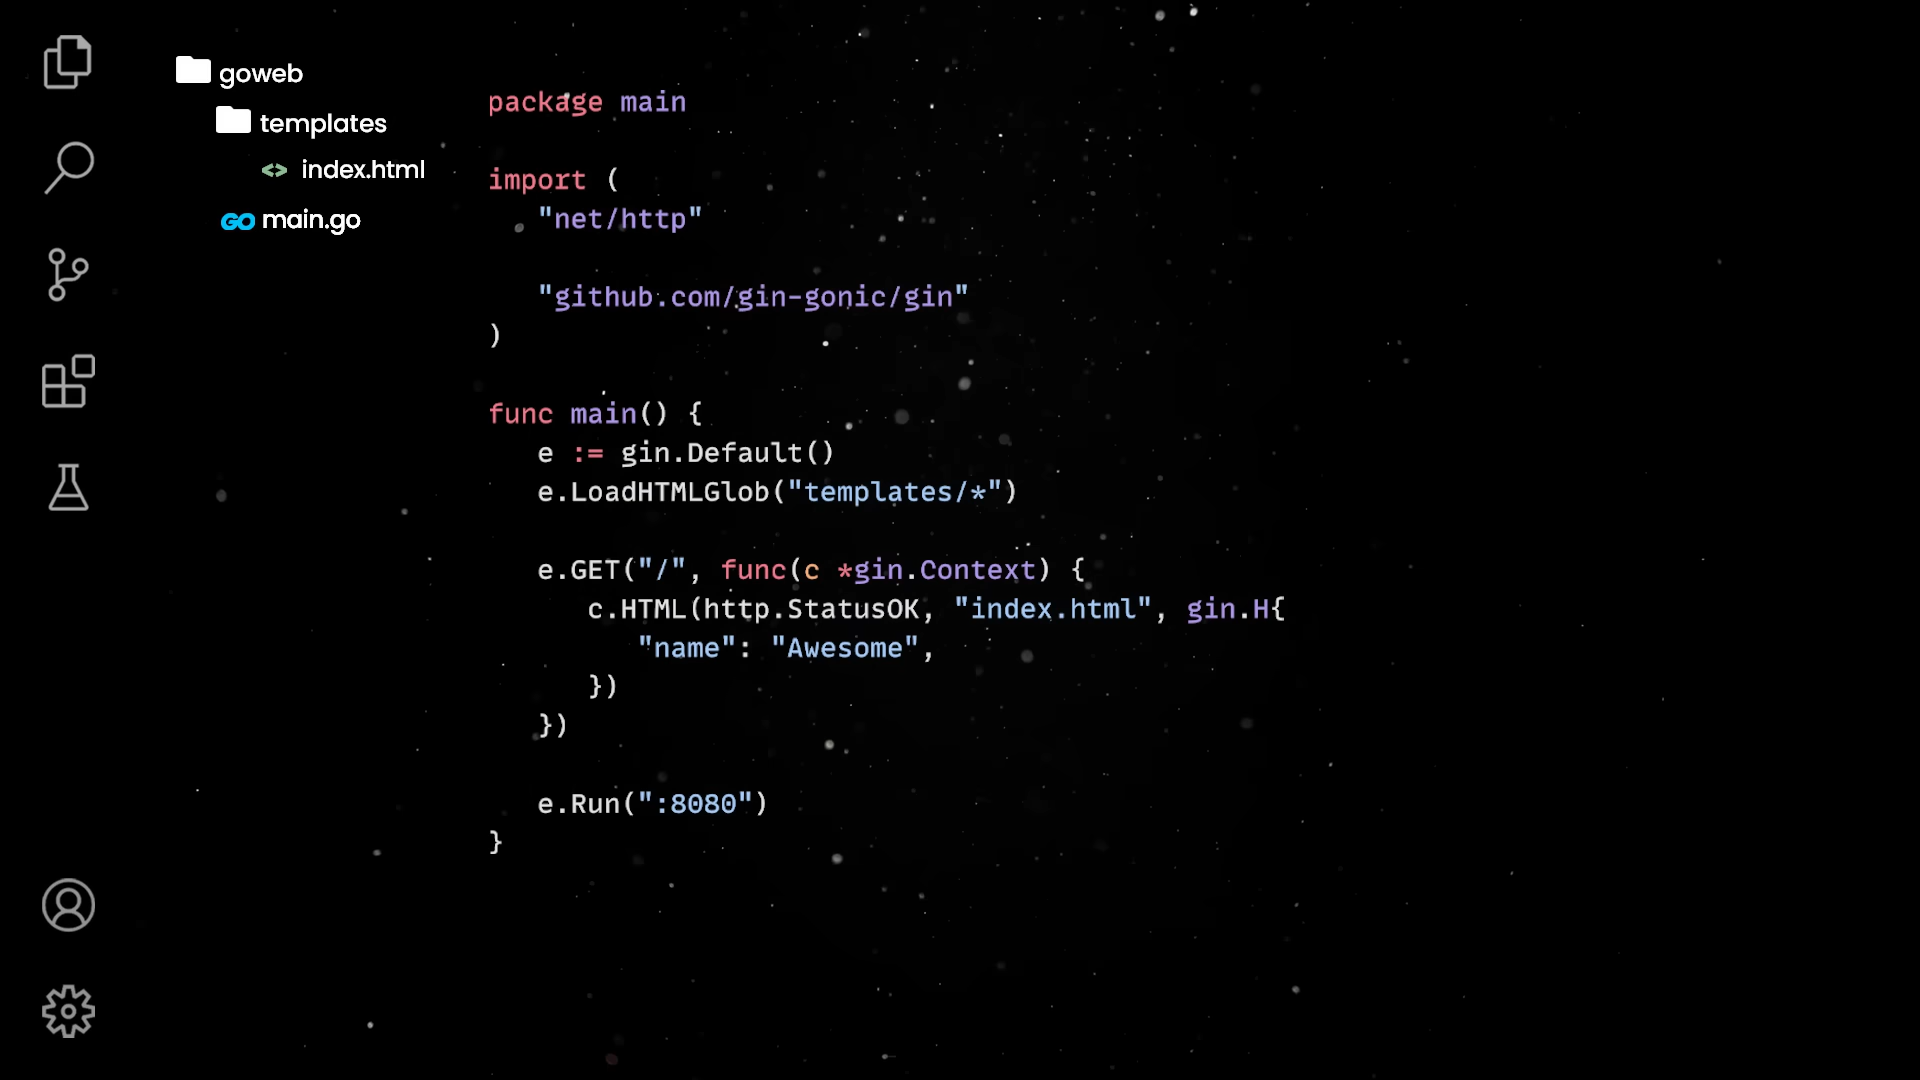 goweb
templates
<> index.html
GO main.go
package main
import (
"net/http"
"github.com/gin-gonic/gin"
)
func main() {
e := gin.Default()
e.LoadHTMLGlob("templates/*")
e.GET("/", func(c *gin.Context) {
c.HTML(http.StatusOK, "index.html", gin.H{
"name": "Awesome",
})
})
e.Run(":8080")
}